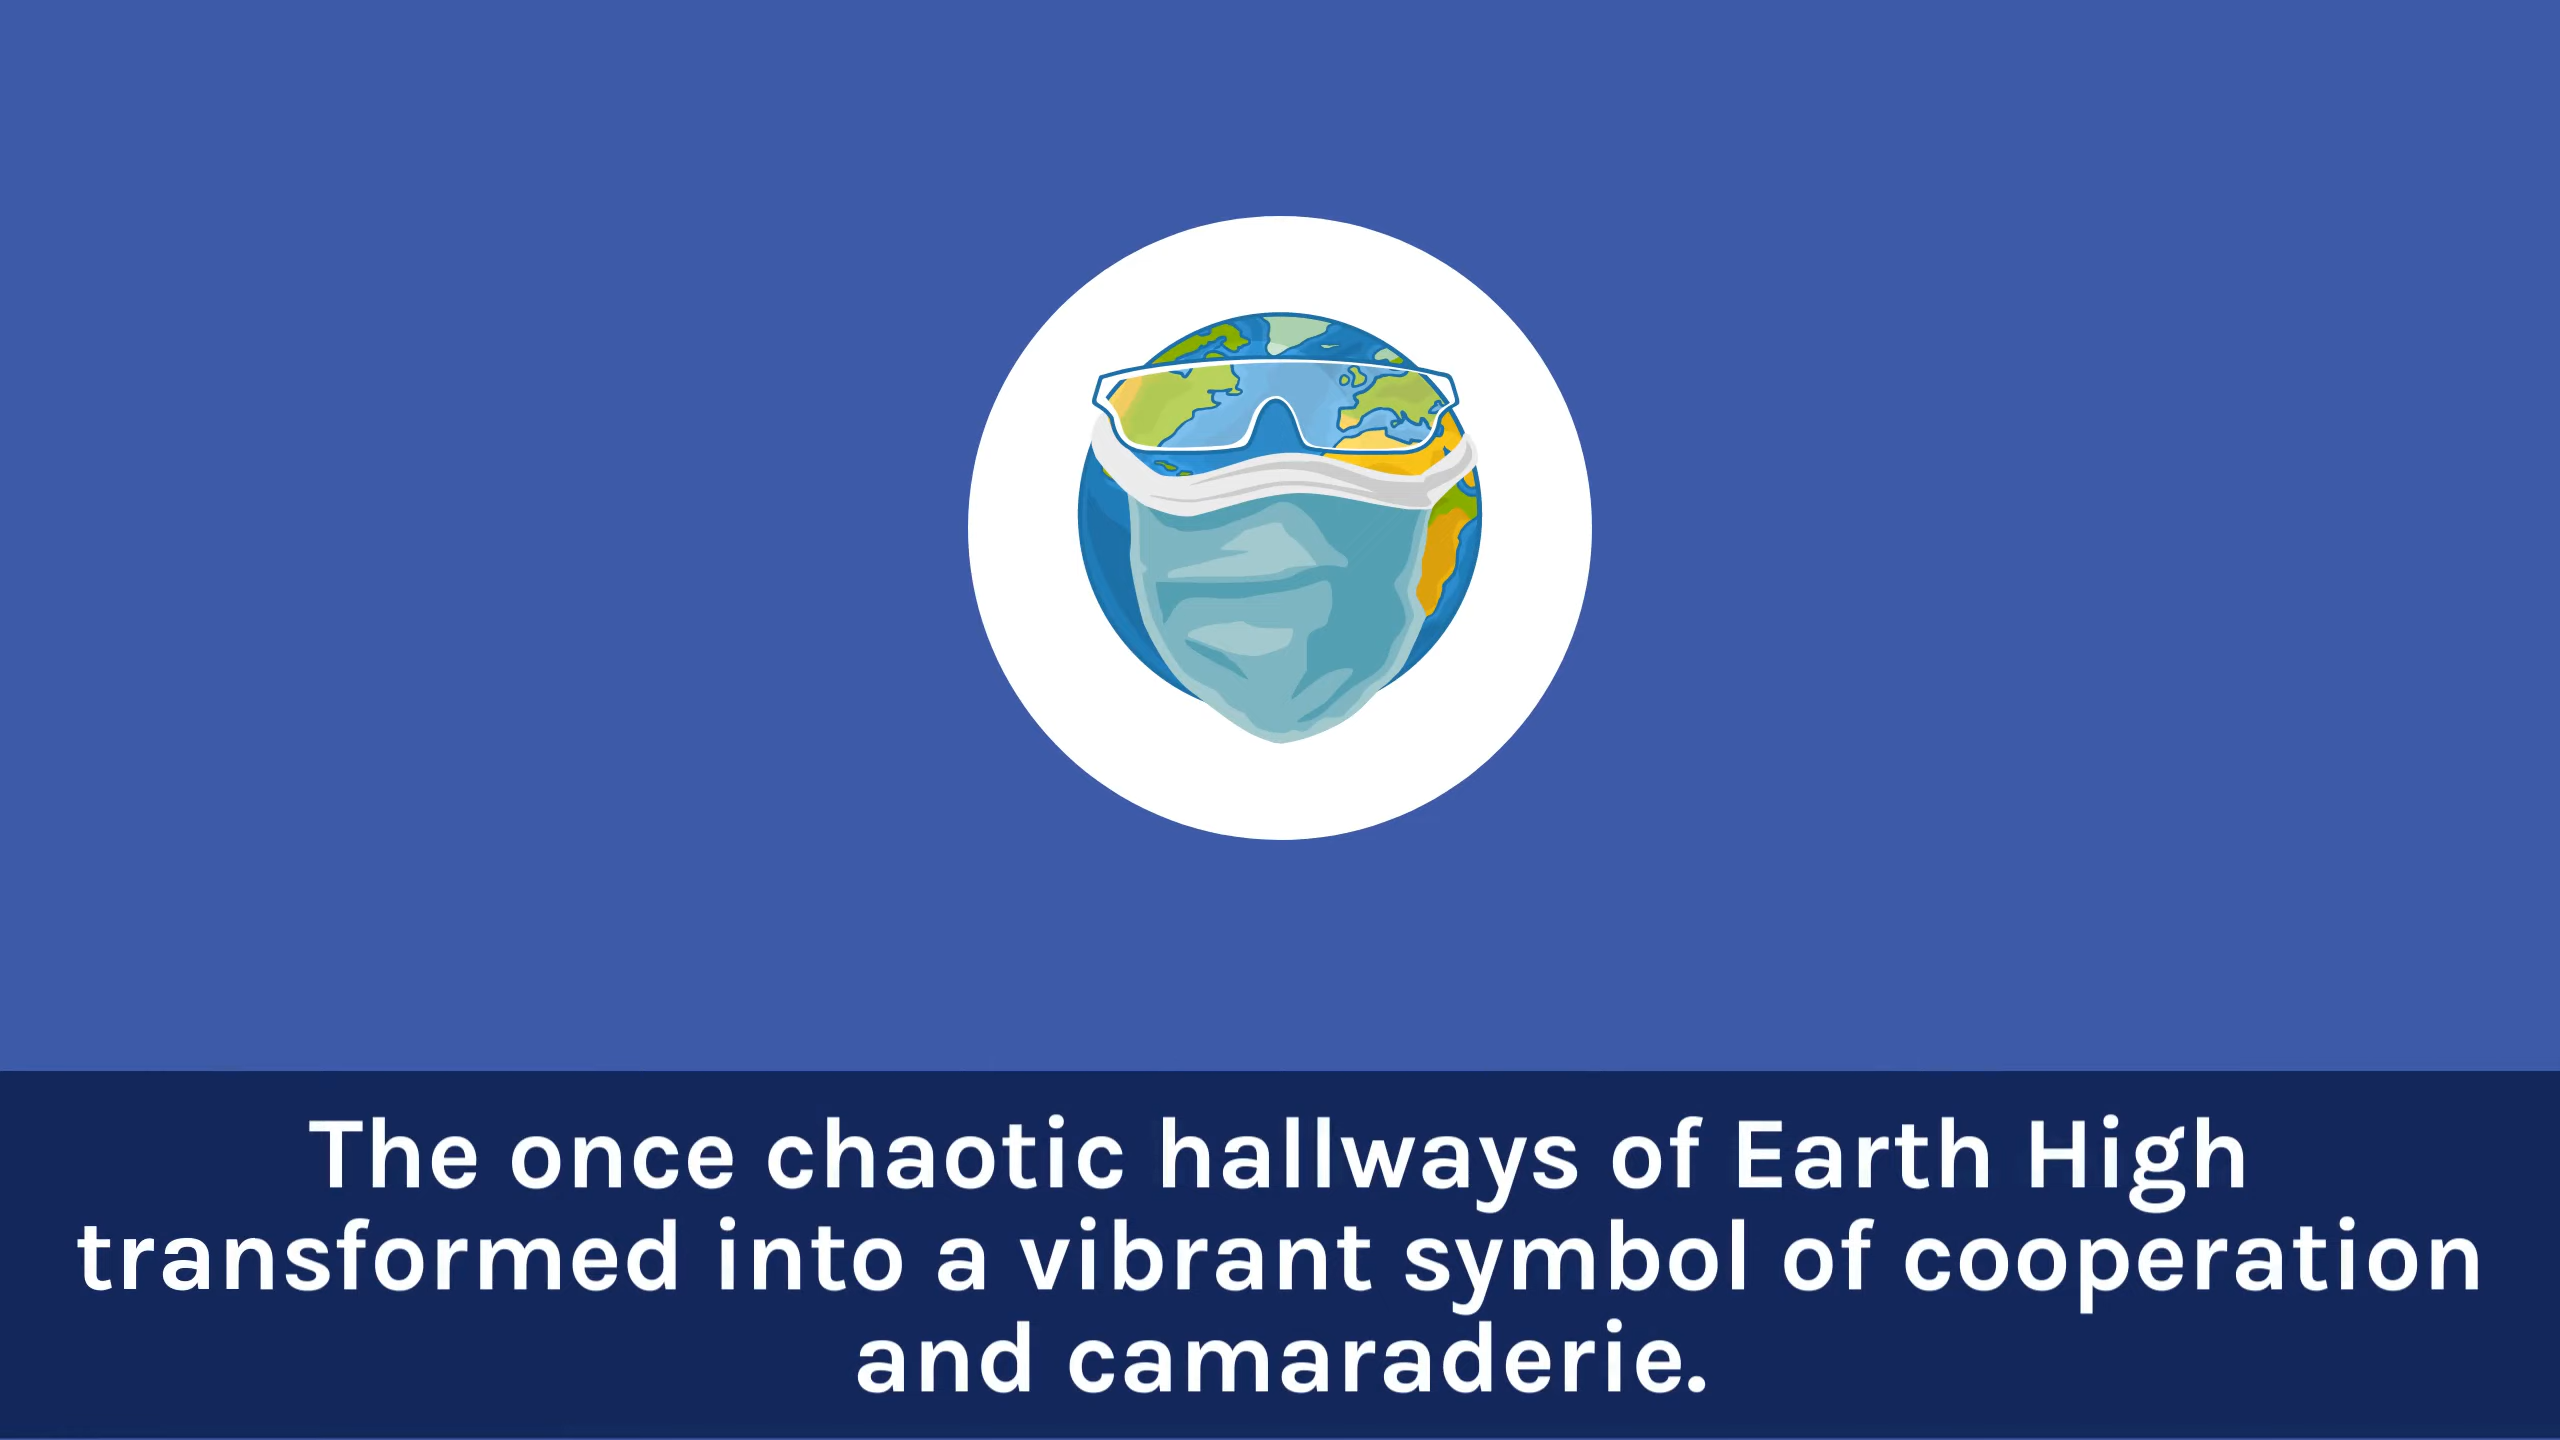 The once chaotic hallways of Earth High
transformed into a vibrant symbol of cooperation
and camaraderie.